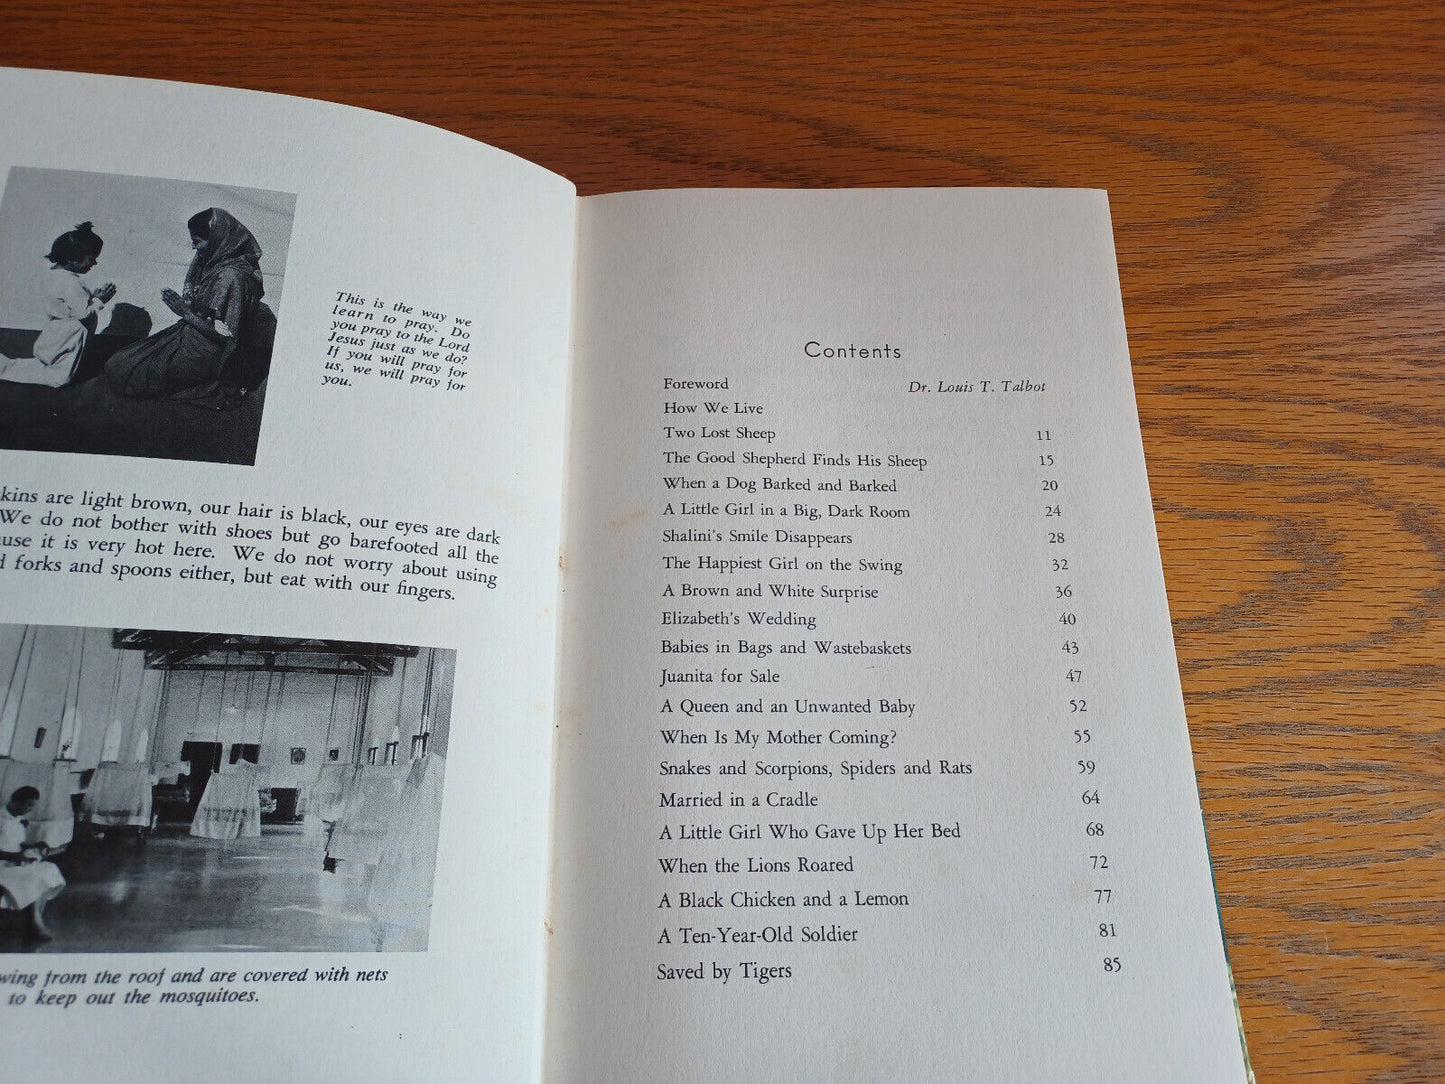 This is the way we
learn to pray. Do
you pray to the Lord
Jesus just as we do?
If you will pray for
us, we will pray for
you.
kins are light brown, our hair is black, our eyes are dark
We do not bother with shoes but go barefooted all the
use it is very hot here. We do not worry about using
forks and spoons either, but eat with our fingers.
wing from the roof and are covered with nets
to keep out the mosquitoes.
Contents
Foreword Dr. Louis T. Talbot
How We Live
Two Lost Sheep 11
The Good Shepherd Finds His Sheep 15
When a Dog Barked and Barked 20
A Little Girl in a Big, Dark Room 24
Shalini's Smile Disappears 28
The Happiest Girl on the Swing 32
A Brown and White Surprise 36
Elizabeth's Wedding 40
Babies in Bags and Wastebaskets 43
Juanita for Sale 47
A Queen and an Unwanted Baby 52
When Is My Mother Coming? 55
Snakes and Scorpions, Spiders and Rats 59
Married in a Cradle 64
A Little Girl Who Gave Up Her Bed 68
When the Lions Roared 72
A Black Chicken and a Lemon 77
A Ten-Year-Old Soldier 81
Saved by Tigers 85